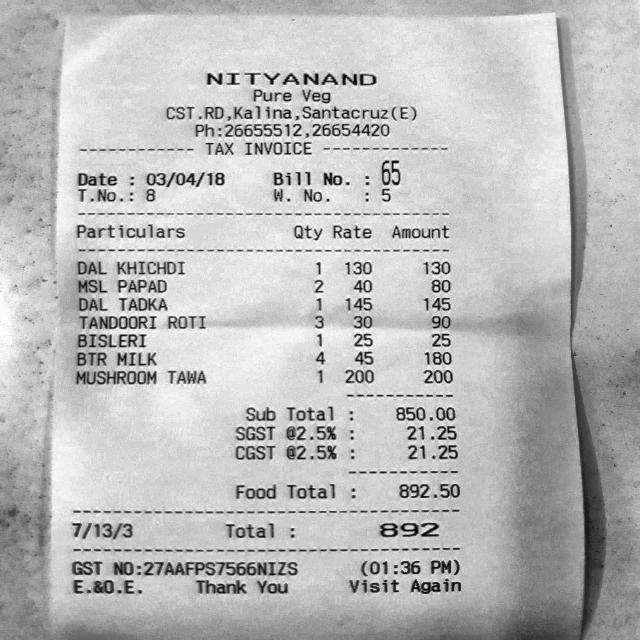 NITYANAND
Pure Veg
CST.RD,Kalina,Santacruz(E)
Ph:26655512,26654420
------------ TAX INVOICE -------------
Date : 03/04/18 Bill No. : 65
T.No.: 8 W. No. : 5
Particulars Qty Rate Amount
DAL KHICHDI 1 130 130
MSL PAPAD 2 40 80
DAL TADKA 1 145 145
TANDOORI ROTI 3 30 90
BISLERI 1 25 25
BTR MILK 4 45 180
MUSHROOM TAWA 1 200 200
Sub Total : 850.00
SGST @2.5% : 21.25
CGST @2.5% : 21.25
Food Total : 892.50
7/13/3 Total : 892
GST NO:27AAFPS7566NIZS (01:36 PM)
E.&O.E. Thank You Visit Again